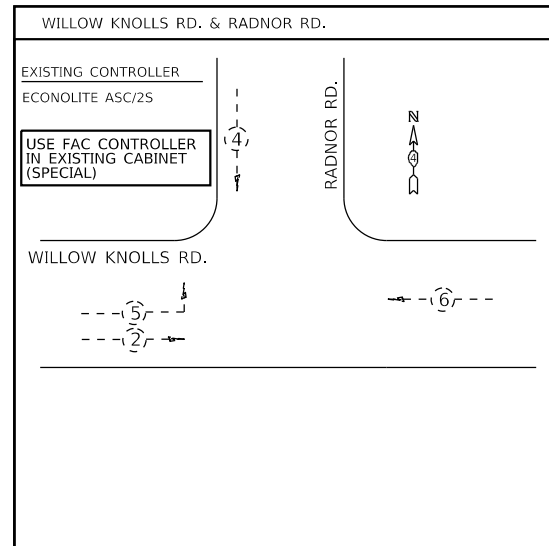 WILLOW KNOLLS RD. & RADNOR RD.
EXISTING CONTROLLER
ECONOLITE ASC/2S
USE FAC CONTROLLER
IN EXISTING CABINET
(SPECIAL)
4
RADNOR RD.
N
4
WILLOW KNOLLS RD.
5
2
6